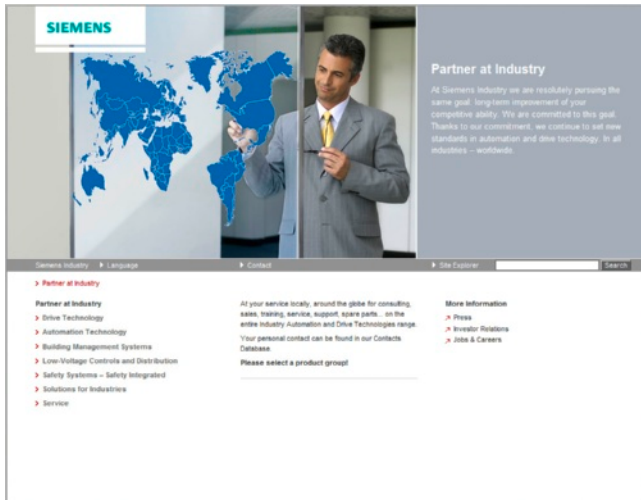 SIEMENS
Partner at Industry
At Siemens Industry we are resolutely pursuing the
same goal: long-term improvement of your
competitive ability. We are committed to this goal.
Thanks to our commitment, we continue to set new
standards in automation and drive technology. In all
industries – worldwide.
Siemens Industry Language Contact Site Explorer Search
Partner at Industry
Partner at Industry
Drive Technology
Automation Technology
Building Management Systems
Low-Voltage Controls and Distribution
Safety Systems – Safety Integrated
Solutions for Industries
Service
At your service locally, around the globe for consulting,
sales, training, service, support, spare parts... on the
entire Industry Automation and Drive Technologies range.
Your personal contact can be found in our Contacts
Database.
Please select a product group!
More Information
Press
Investor Relations
Jobs & Careers